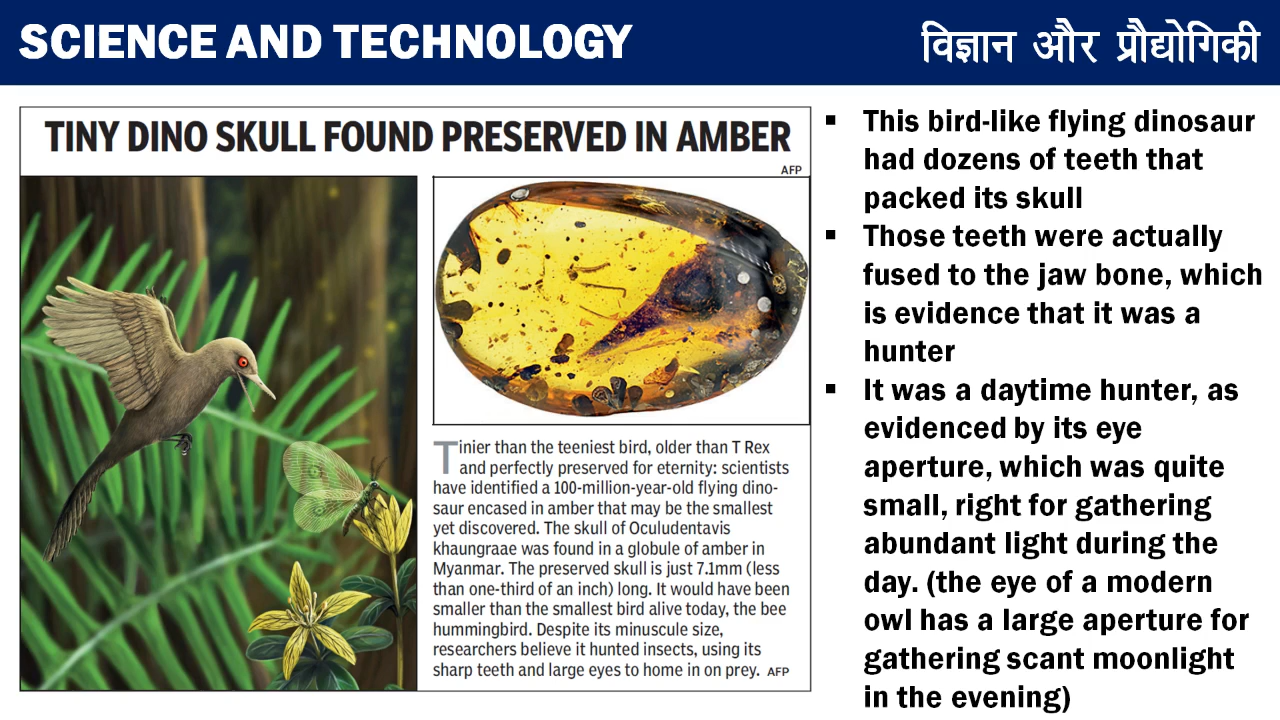 SCIENCE AND TECHNOLOGY
विज्ञान और प्रौद्योगिकी
TINY DINO SKULL FOUND PRESERVED IN AMBER
AFP
Tinier than the teeniest bird, older than T Rex
and perfectly preserved for eternity: scientists
have identified a 100-million-year-old flying dino-
saur encased in amber that may be the smallest
yet discovered. The skull of Oculudentavis
khaungraae was found in a globule of amber in
Myanmar. The preserved skull is just 7.1mm (less
than one-third of an inch) long. It would have been
smaller than the smallest bird alive today, the bee
hummingbird. Despite its minuscule size,
researchers believe it hunted insects, using its
sharp teeth and large eyes to home in on prey. AFP
▪ This bird-like flying dinosaur
had dozens of teeth that
packed its skull
▪ Those teeth were actually
fused to the jaw bone, which
is evidence that it was a
hunter
▪ It was a daytime hunter, as
evidenced by its eye
aperture, which was quite
small, right for gathering
abundant light during the
day. (the eye of a modern
owl has a large aperture for
gathering scant moonlight
in the evening)